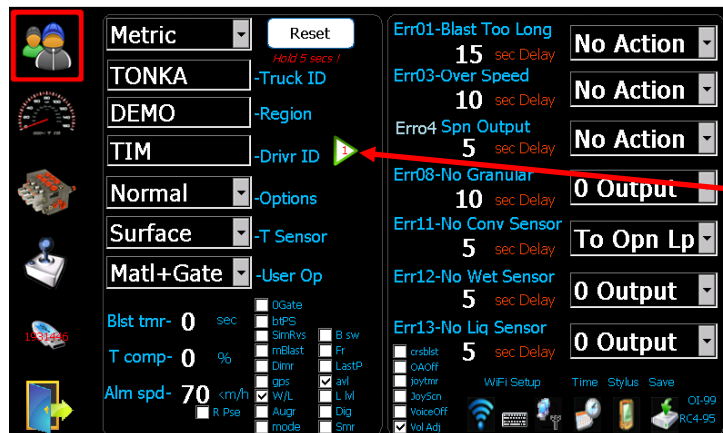 Metric
Reset
Hold 5 secs !
TONKA -Truck ID
DEMO -Region
TIM -Drivr ID 1
Normal -Options
Surface -T Sensor
Matl+Gate -User Op
Blst tmr- 0 sec
T comp- 0 %
Alm spd- 70 <m/h
R Pse
0Gate
btPS
SimRvs B sw
mBlast Fr
Dimr LastP
gps avl
W/L L lvl
Augr Dig
mode Smr
Err01-Blast Too Long
15 sec Delay No Action
Err03-Over Speed
10 sec Delay No Action
Erro4 Spn Output
5 sec Delay No Action
Err08-No Granular
10 sec Delay 0 Output
Err11-No Conv Sensor
5 sec Delay To Opn Lp
Err12-No Wet Sensor
5 sec Delay 0 Output
Err13-No Liq Sensor
5 sec Delay 0 Output
crsblst
OAOff
joytmr
JoyScn
VoiceOff
Vol Adj
WiFi Setup Time Stylus Save
OI-99
RC4-95
1931446